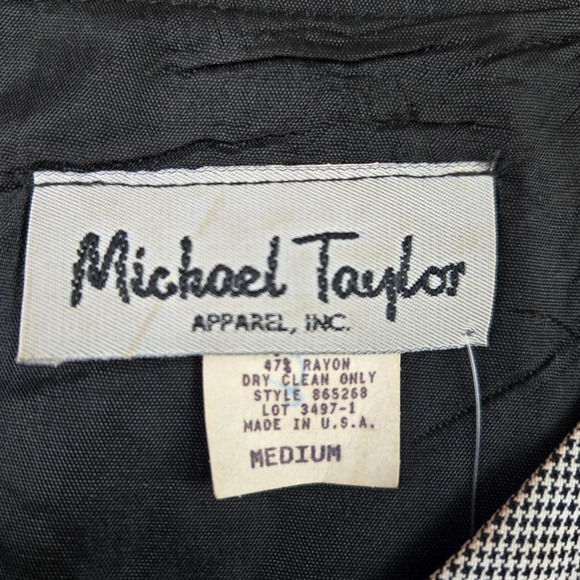 Michael Taylor
APPAREL, INC.
47% RAYON
DRY CLEAN ONLY
STYLE 865268
LOT 3497-1
MADE IN U.S.A.
MEDIUM